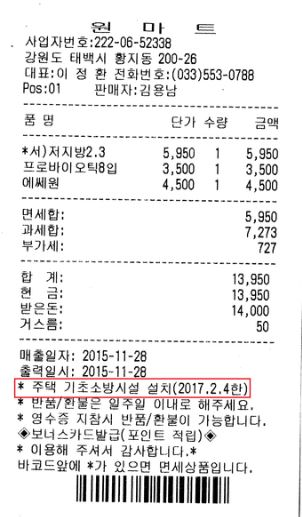 원 마 트
사업자번호:222-06-52338
강원도 태백시 황지동 200-26
대표:이 정 환 전화번호:(033)553-0788
Pos:01 판매자:김용남
품 명 단가 수량 금액
*서)저지방2.3 5,950 1 5,950
프로바이오틱8입 3,500 1 3,500
에쎄원 4,500 1 4,500
면세합: 5,950
과세합: 7,273
부가세: 727
합 계: 13,950
현 금: 13,950
받은돈: 14,000
거스름: 50
매출일자: 2015-11-28
출력일시: 2015-11-28
* 주택 기초소방시설 설치(2017.2.4한)
* 반품/환불은 일주일 이내로 해주세요.
* 영수증 지참시 반품/환불이 가능합니다.
◈보너스카드발급(포인트 적립)◈
* 이용해 주셔서 감사합니다.*
바코드앞에 *가 있으면 면세상품입니다.